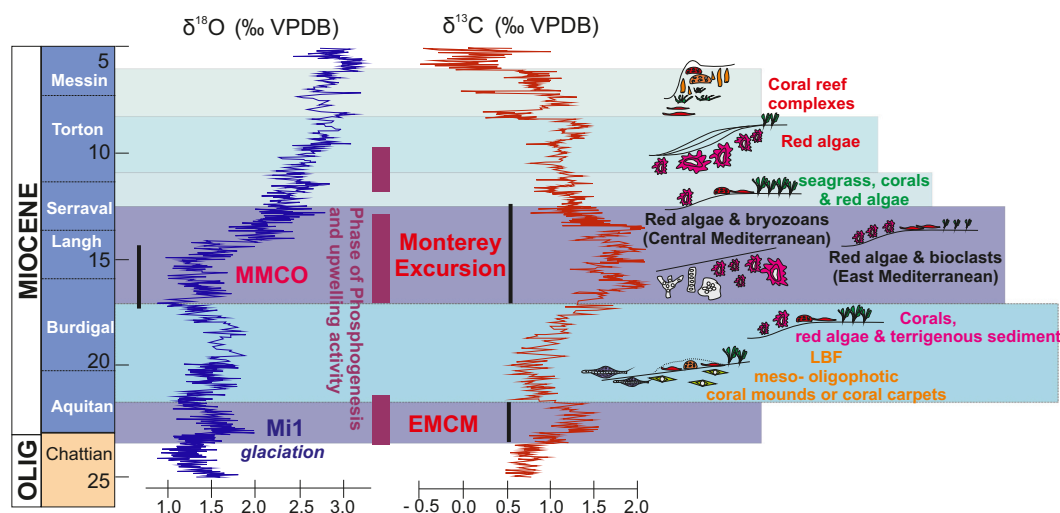 δ18O (‰ VPDB)
δ13C (‰ VPDB)
MIOCENE
OLIG
Messin
Torton
Serraval
Langh
Burdigal
Aquitan
Chattian
5
10
15
20
25
MMCO
Mi1
glaciation
Phase of Phosphogenesis
and upwelling activity
Monterey
Excursion
EMCM
Coral reef
complexes
Red algae
seagrass, corals
& red algae
Red algae & bryozoans
(Central Mediterranean)
Red algae & bioclasts
(East Mediterranean)
Corals,
red algae & terrigenous sediment
LBF
meso- oligophotic
coral mounds or coral carpets
1.0 1.5 2.0 2.5 3.0
- 0.5 0.0 0.5 1.0 1.5 2.0